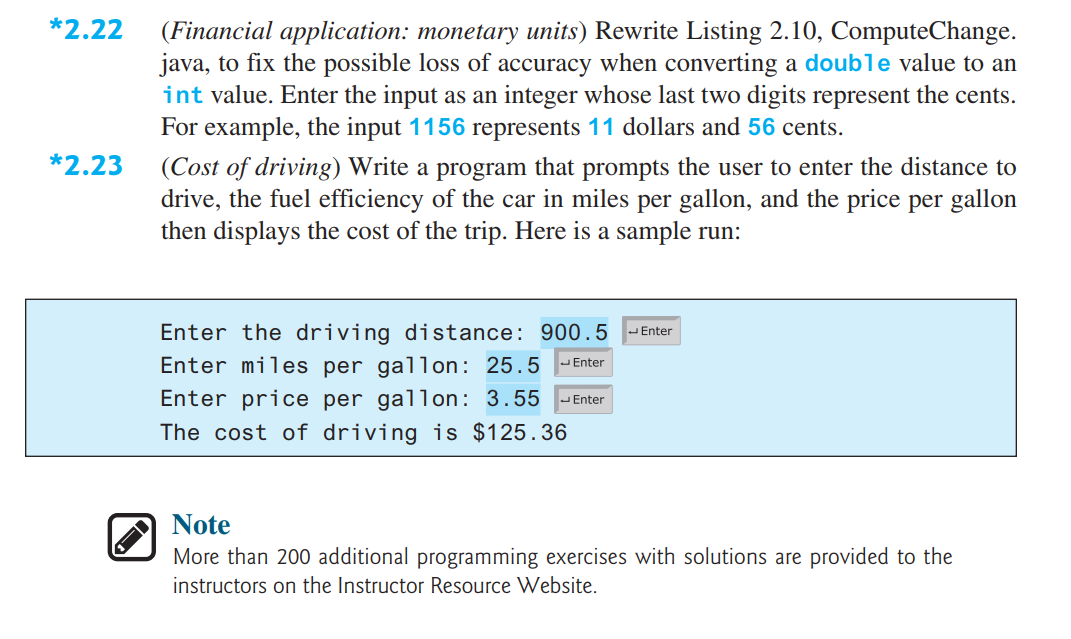 *2.22 (Financial application: monetary units) Rewrite Listing 2.10, ComputeChange.
java, to fix the possible loss of accuracy when converting a double value to an
int value. Enter the input as an integer whose last two digits represent the cents.
For example, the input 1156 represents 11 dollars and 56 cents.
*2.23 (Cost of driving) Write a program that prompts the user to enter the distance to
drive, the fuel efficiency of the car in miles per gallon, and the price per gallon
then displays the cost of the trip. Here is a sample run:
Enter the driving distance: 900.5 ↵Enter
Enter miles per gallon: 25.5 ↵Enter
Enter price per gallon: 3.55 ↵Enter
The cost of driving is $125.36
Note
More than 200 additional programming exercises with solutions are provided to the
instructors on the Instructor Resource Website.